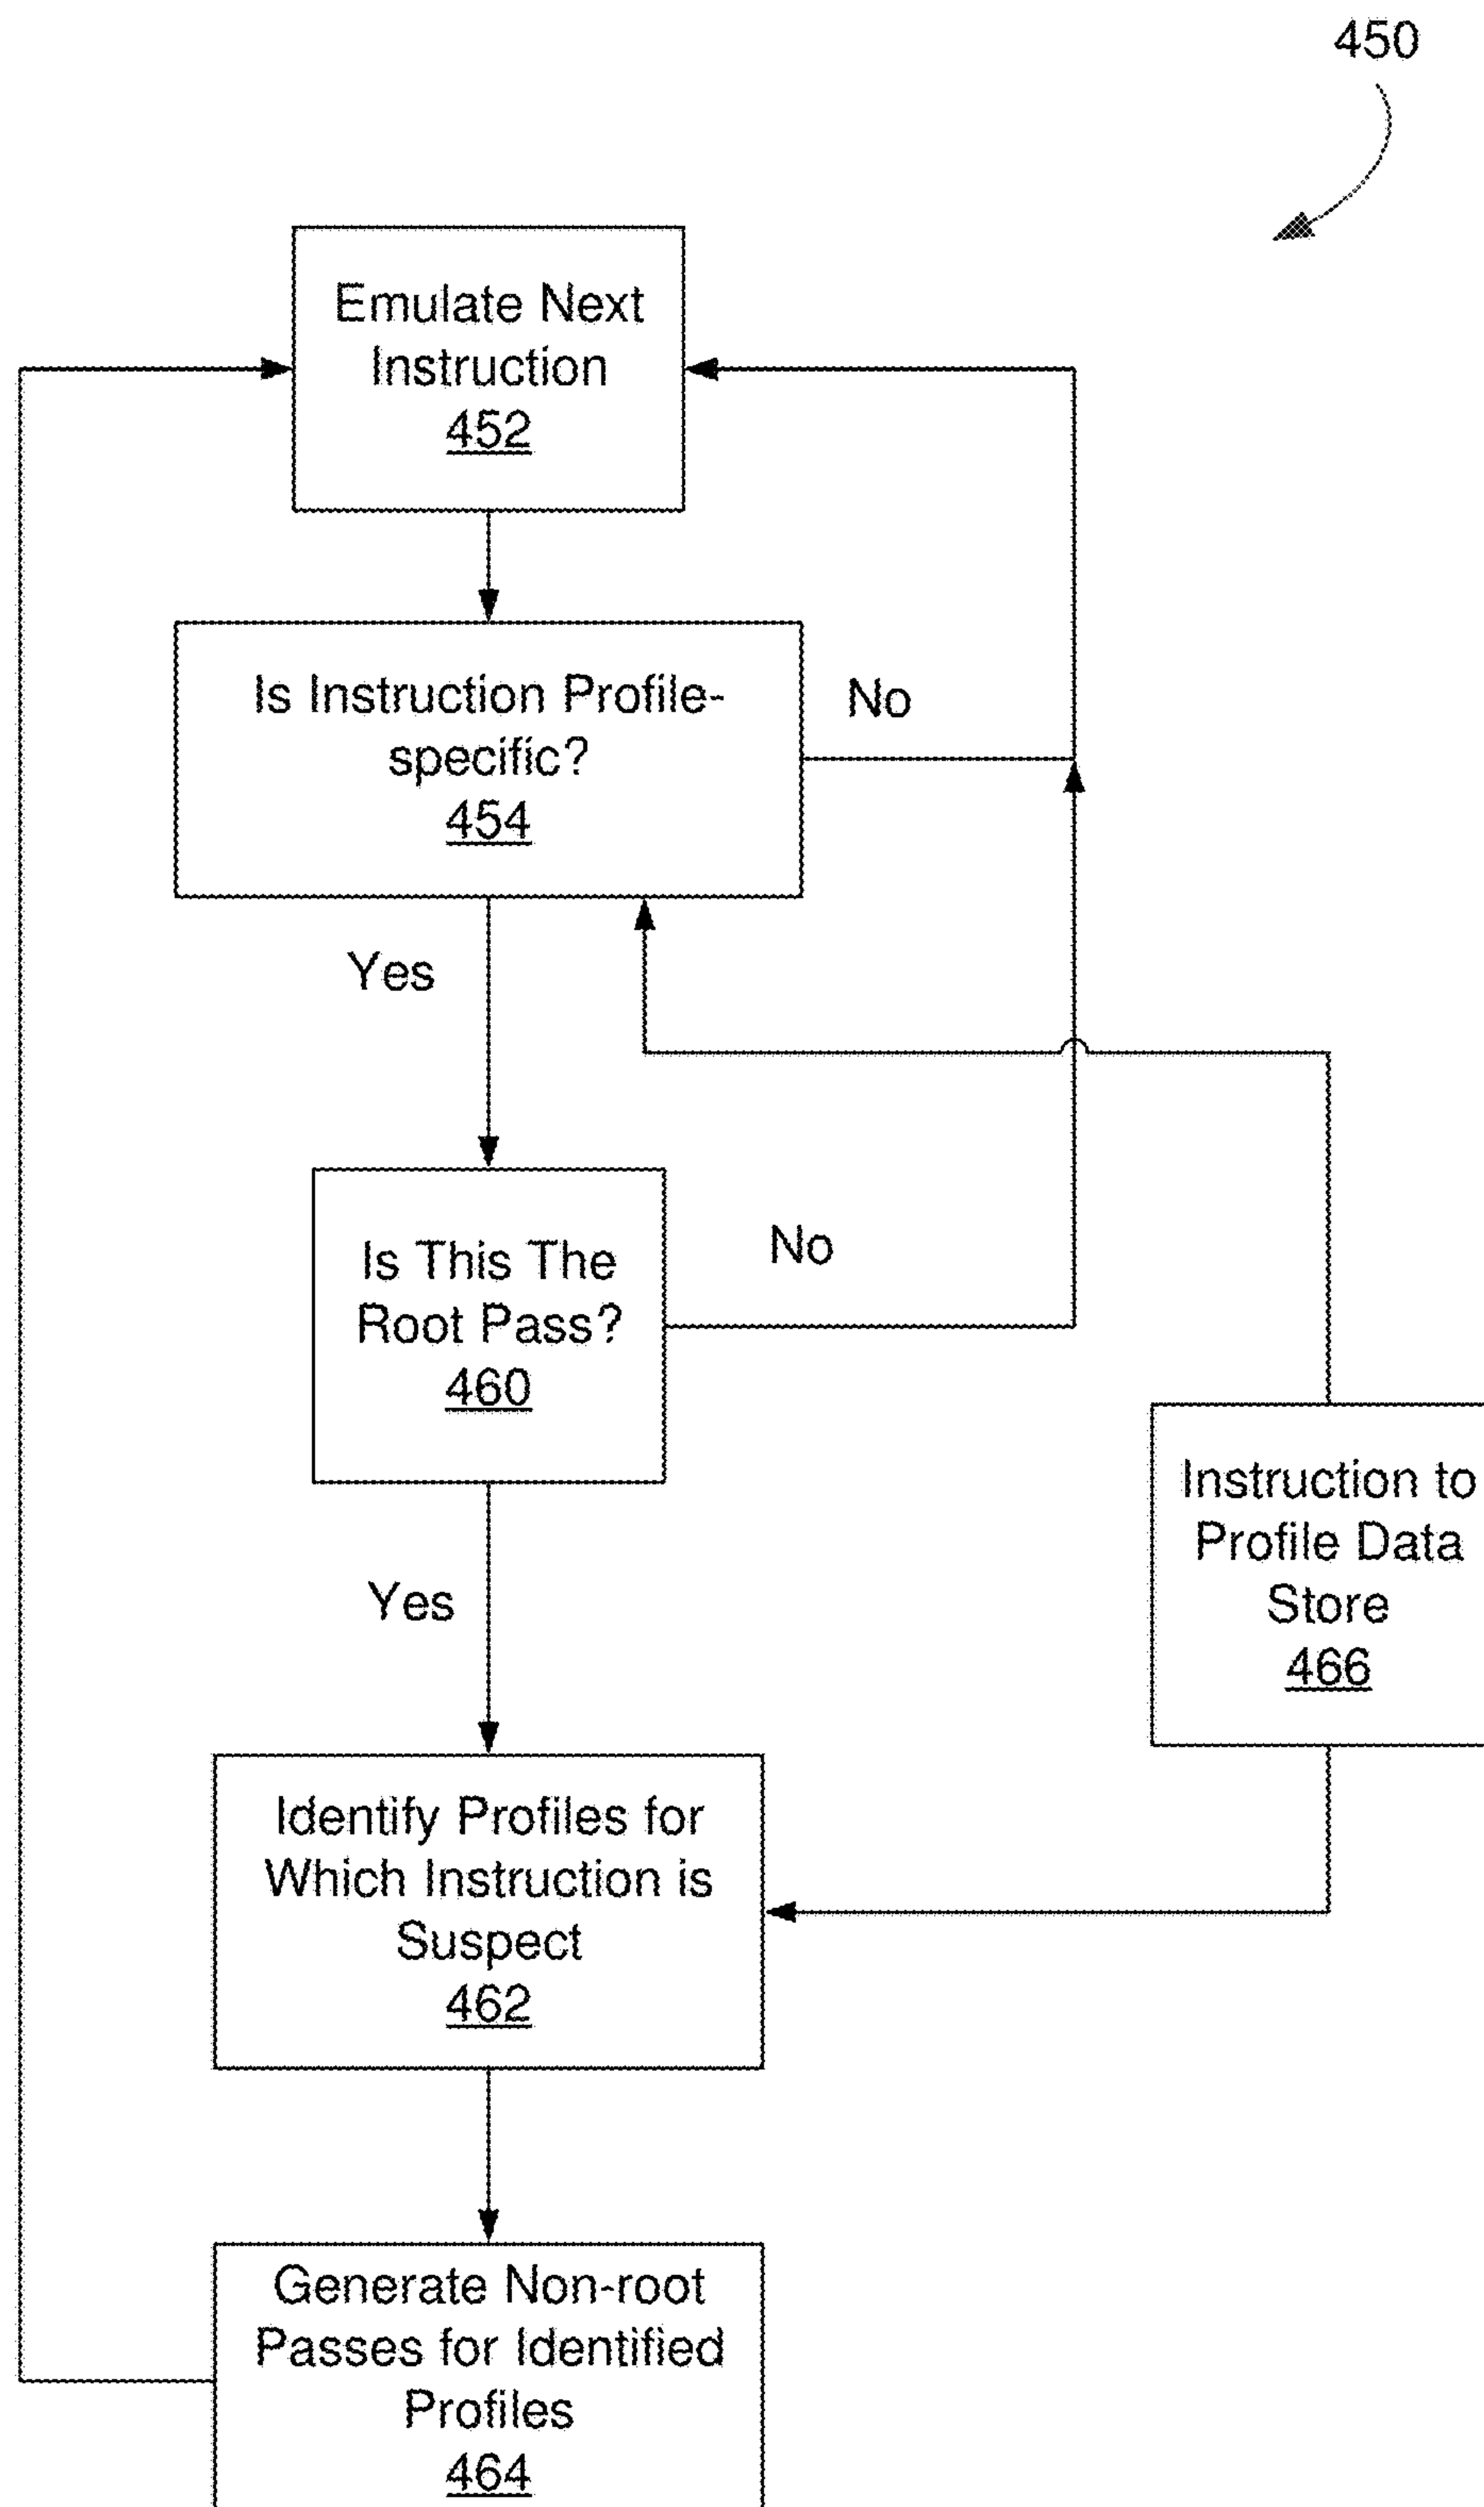 450
Emulate Next
Instruction
452
Is Instruction Profile-
specific?
454
No
Yes
Is This The
Root Pass?
460
No
Instruction to
Profile Data
Store
466
Yes
Identify Profiles for
Which Instruction is
Suspect
462
Generate Non-root
Passes for Identified
Profiles
464